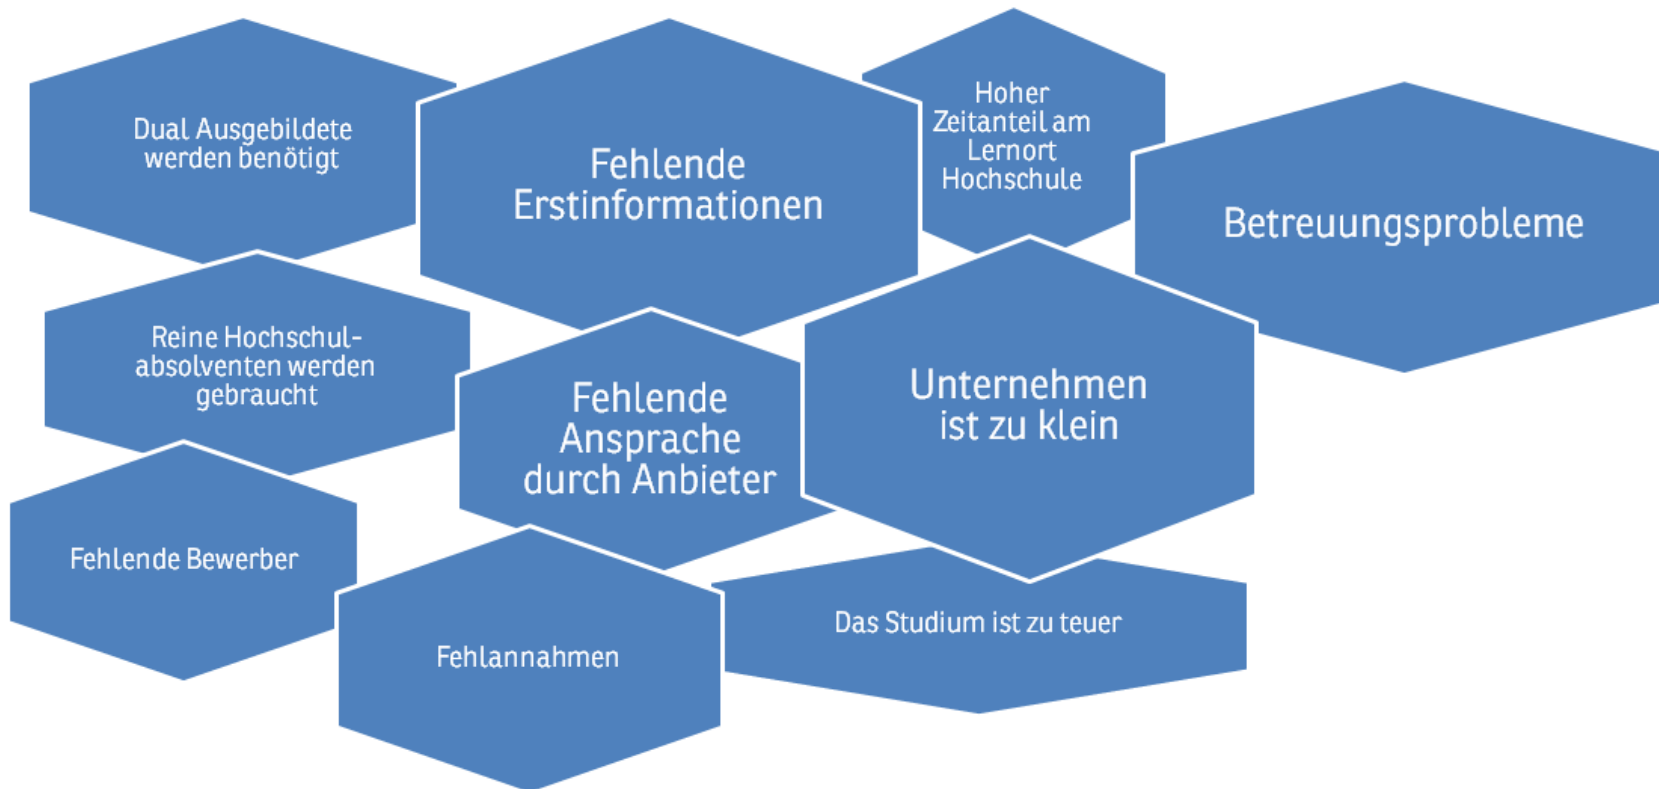 Dual Ausgebildete
werden benötigt
Fehlende
Erstinformationen
Hoher
Zeitanteil am
Lernort
Hochschule
Betreuungsprobleme
Reine Hochschul-
absolventen werden
gebraucht
Fehlende
Ansprache
durch Anbieter
Unternehmen
ist zu klein
Fehlende Bewerber
Fehlannahmen
Das Studium ist zu teuer